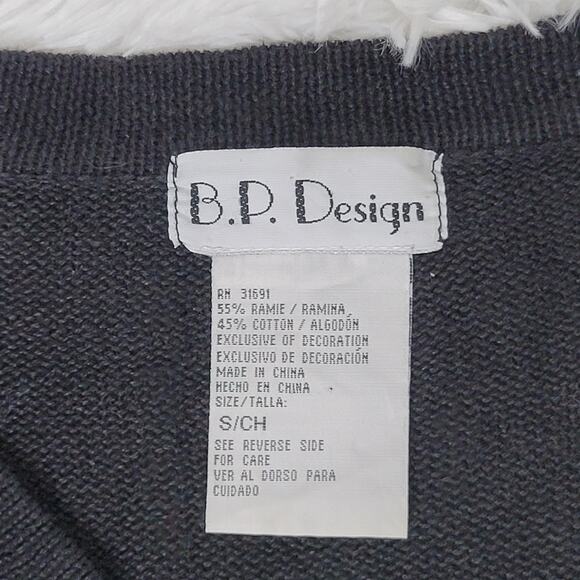 B.P. Design
RN 31691
55% RAMIE / RAMINA
45% COTTON / ALGODÓN
EXCLUSIVE OF DECORATION
EXCLUSIVO DE DECORACIÓN
MADE IN CHINA
HECHO EN CHINA
SIZE/TALLA:
S/CH
SEE REVERSE SIDE
FOR CARE
VER AL DORSO PARA
CUIDADO